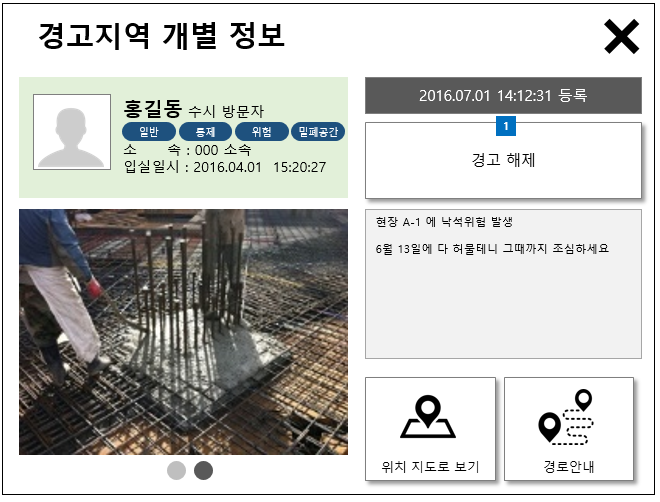 경고지역 개별 정보
홍길동 수시 방문자
일반 통제 위험 밀폐공간
소 속 : 000 소속
입실일시 : 2016.04.01 15:20:27
2016.07.01 14:12:31 등록
1
경고 해제
현장 A-1 에 낙석위험 발생
6월 13일에 다 허물테니 그때까지 조심하세요
위치 지도로 보기
경로안내